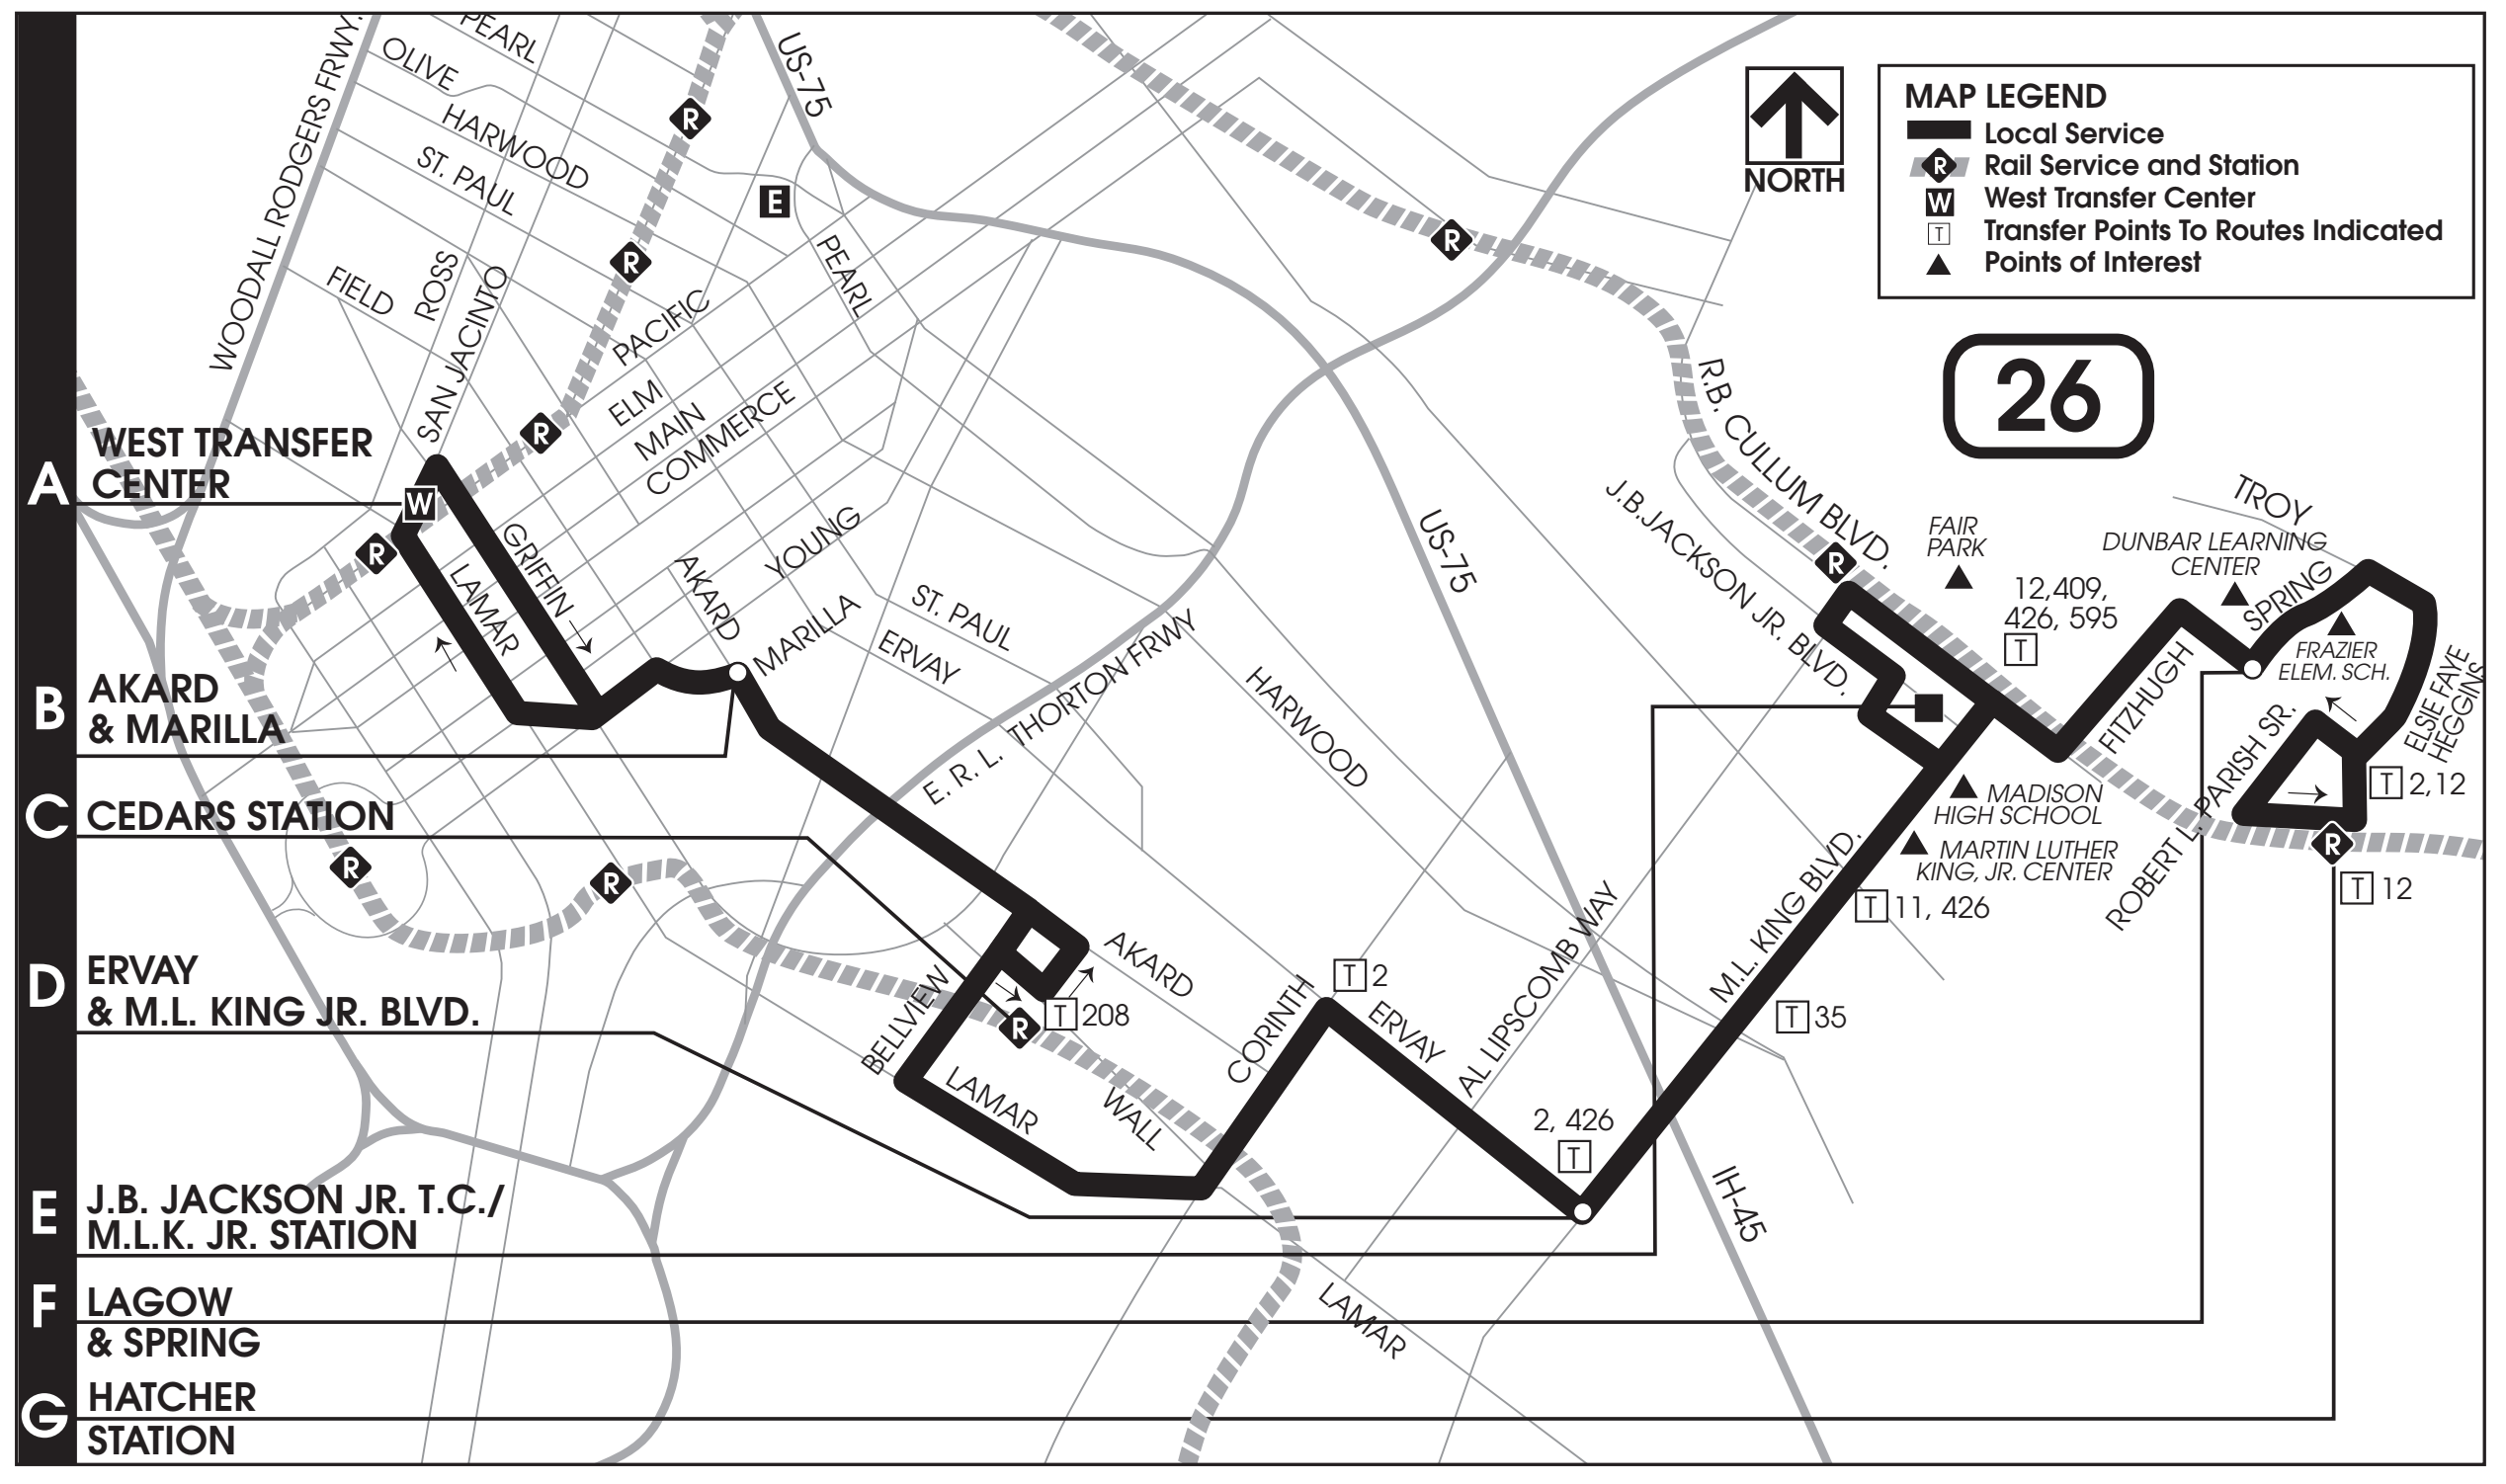 PEARL
OLIVE
HARWOOD
ST. PAUL
FIELD
ROSS
SAN JACINTO
WOODALL RODGERS FRWY.
US-75
R
R
E
PEARL
PACIFIC
ELM
MAIN
COMMERCE
R
R
NORTH
MAP LEGEND
Local Service
R
Rail Service and Station
W
West Transfer Center
T
Transfer Points To Routes Indicated
Points of Interest
26
R.B. CULLUM BLVD.
J.B.JACKSON JR. BLVD.
US-75
TROY
FAIR
PARK
DUNBAR LEARNING
CENTER
SPRING
R
12,409,
426, 595
T
FRAZIER
ELEM. SCH.
ELSIE FAYE
HEGGINS
FITZHUGH
ROBERT L. PARISH SR.
T 2,12
R
T 12
A
WEST TRANSFER
CENTER
W
R
GRIFFIN
LAMAR
AKARD
YOUNG
MARILLA
ST. PAUL
ERVAY
E. R. L. THORTON FRWY
HARWOOD
B
AKARD
& MARILLA
MADISON
HIGH SCHOOL
MARTIN LUTHER
KING, JR. CENTER
T 11, 426
M.L. KING BLVD.
T 35
C
CEDARS STATION
R
R
D
ERVAY
& M.L. KING JR. BLVD.
BELLVIEW
AKARD
T 208
R
LAMAR
WALL
CORINTH
T 2
ERVAY
AL LIPSCOMB WAY
2, 426
T
IH-45
E
J.B. JACKSON JR. T.C./
M.L.K. JR. STATION
F
LAGOW
& SPRING
LAMAR
G
HATCHER
STATION